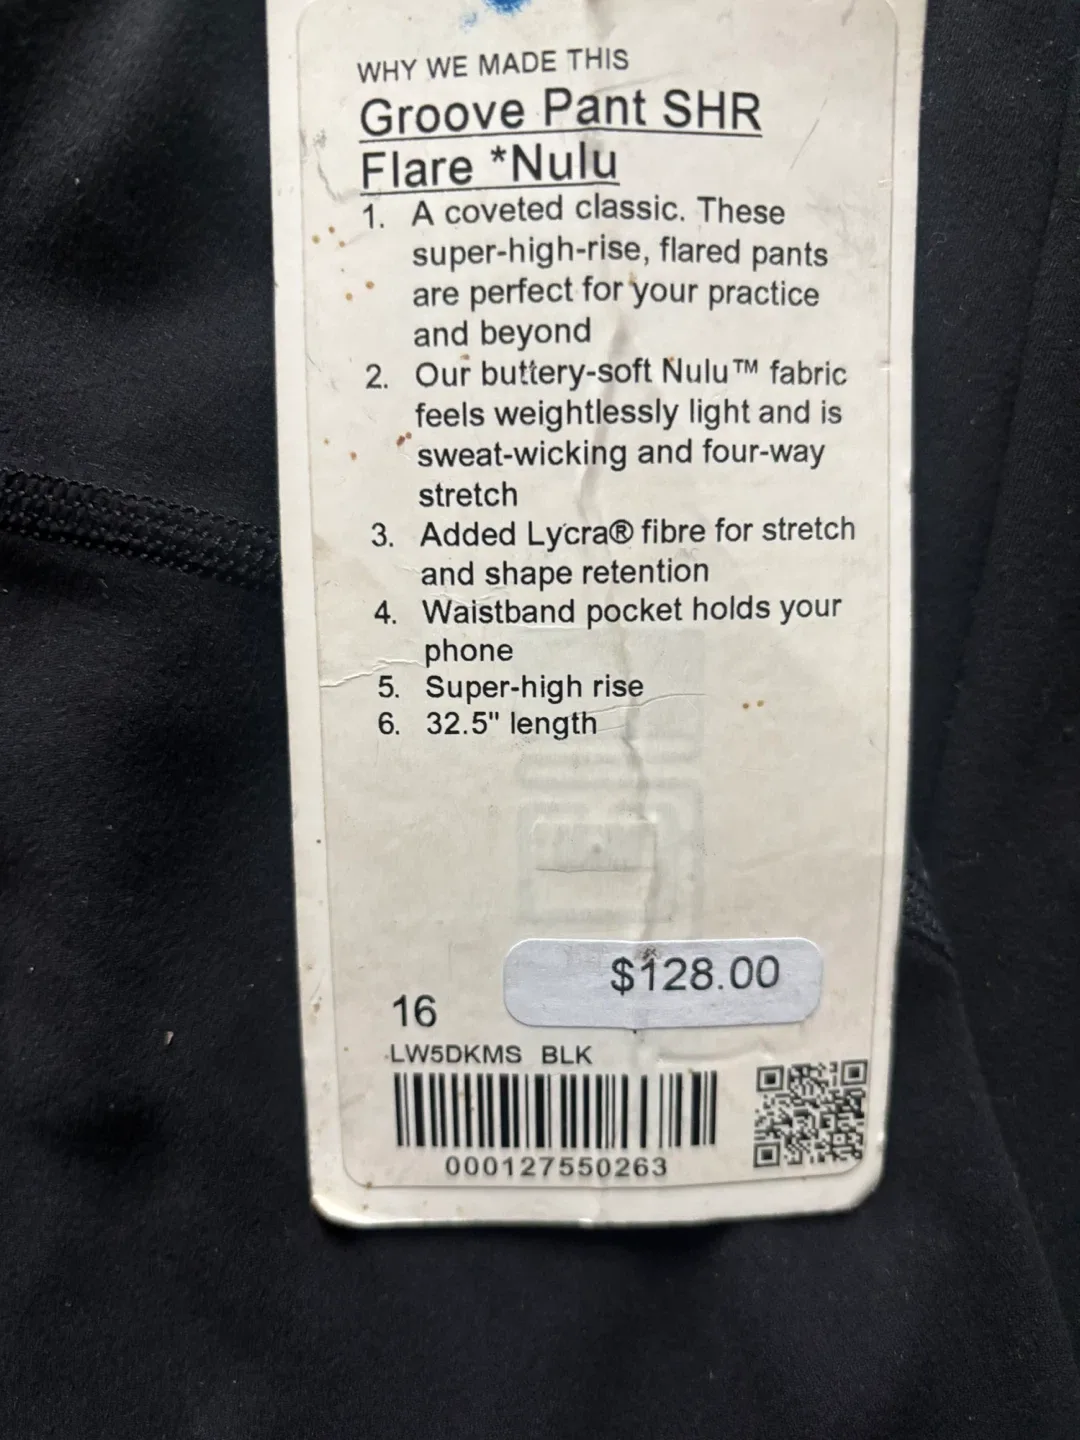 WHY WE MADE THIS
Groove Pant SHR
Flare *Nulu
1. A coveted classic. These
super-high-rise, flared pants
are perfect for your practice
and beyond
2. Our buttery-soft Nulu™ fabric
feels weightlessly light and is
sweat-wicking and four-way
stretch
3. Added Lycra® fibre for stretch
and shape retention
4. Waistband pocket holds your
phone
5. Super-high rise
6. 32.5" length
$128.00
16
LW5DKMS BLK
000127550263